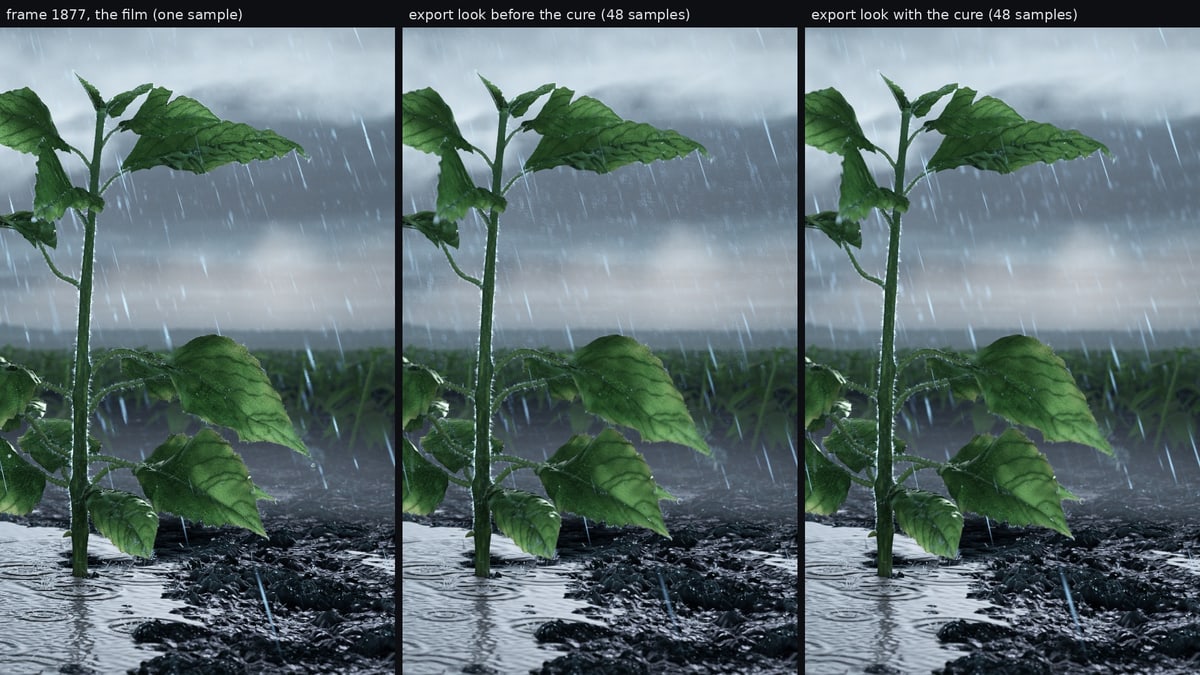 frame 1877, the film (one sample)
export look before the cure (48 samples)
export look with the cure (48 samples)